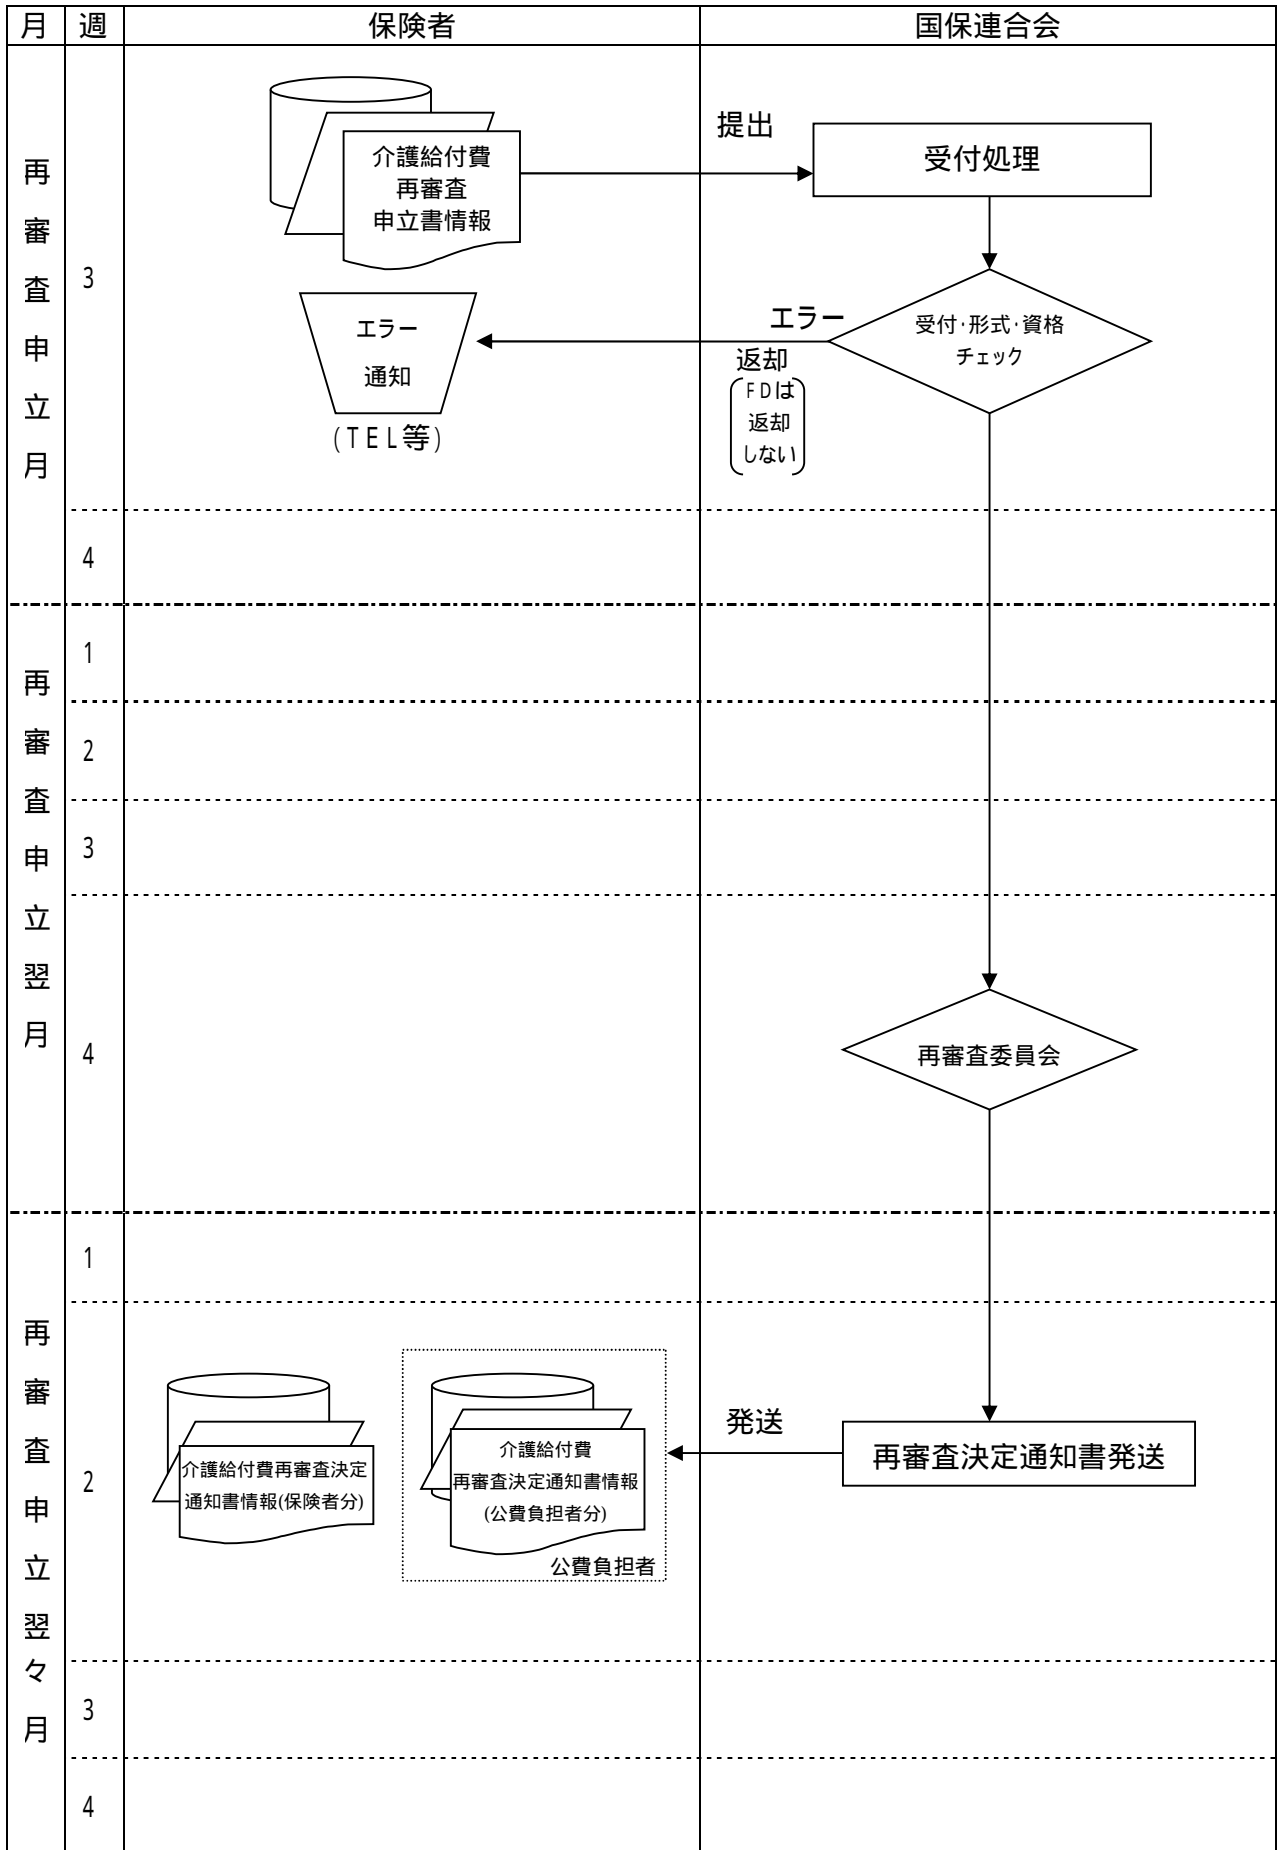 月 週 保険者 国保連合会
再審査申立月
3
介護給付費
再審査
申立書情報
提出
受付処理
受付・形式・資格
チェック
エラー
返却
FDは
返却
しない
エラー
通知
(TEL等)
4
再審査申立翌月
1
2
3
4
再審査委員会
再審査申立翌々月
1
2
介護給付費再審査決定
通知書情報(保険者分)
介護給付費
再審査決定通知書情報
(公費負担者分)
公費負担者
発送
再審査決定通知書発送
3
4